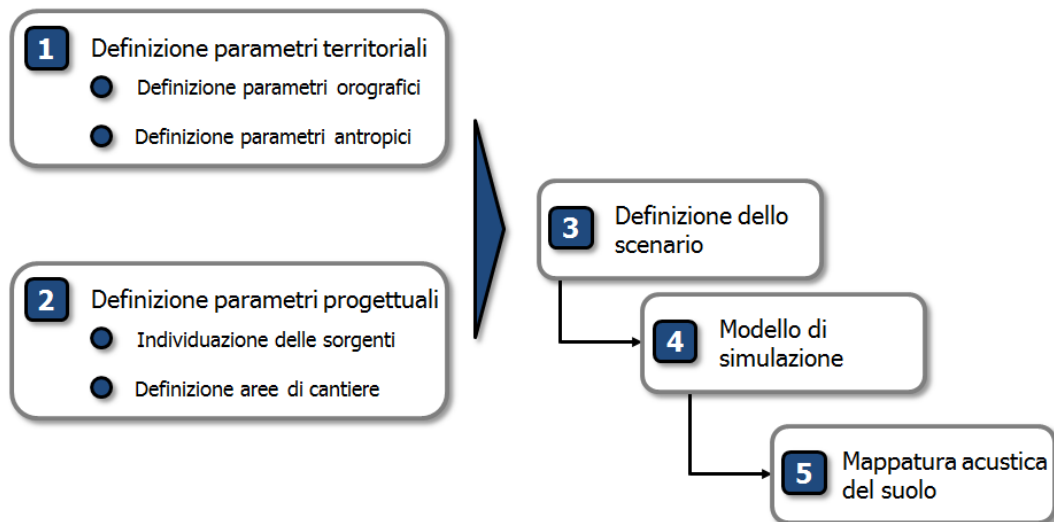 1 Definizione parametri territoriali
Definizione parametri orografici
Definizione parametri antropici
2 Definizione parametri progettuali
Individuazione delle sorgenti
Definizione aree di cantiere
3 Definizione dello
scenario
4 Modello di
simulazione
5 Mappatura acustica
del suolo